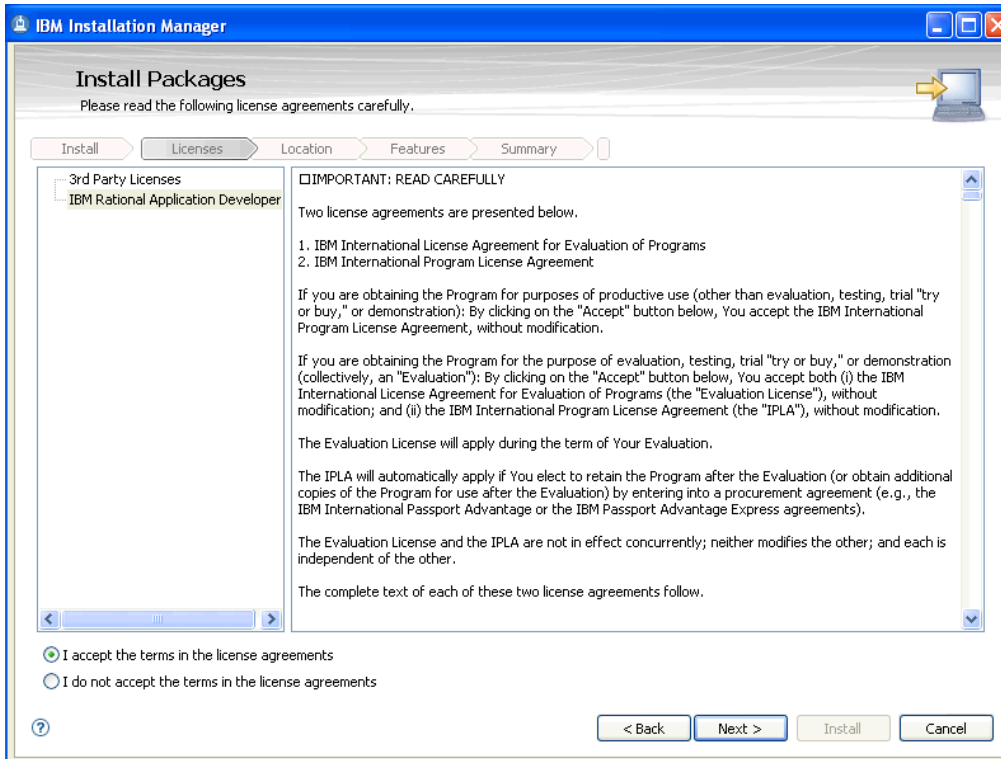 IBM Installation Manager
Install Packages
Please read the following license agreements carefully.
Install
Licenses
Location
Features
Summary
3rd Party Licenses
IBM Rational Application Developer
☐IMPORTANT: READ CAREFULLY
Two license agreements are presented below.
1. IBM International License Agreement for Evaluation of Programs
2. IBM International Program License Agreement
If you are obtaining the Program for purposes of productive use (other than evaluation, testing, trial "try
or buy," or demonstration): By clicking on the "Accept" button below, You accept the IBM International
Program License Agreement, without modification.
If you are obtaining the Program for the purpose of evaluation, testing, trial "try or buy," or demonstration
(collectively, an "Evaluation"): By clicking on the "Accept" button below, You accept both (i) the IBM
International License Agreement for Evaluation of Programs (the "Evaluation License"), without
modification; and (ii) the IBM International Program License Agreement (the "IPLA"), without modification.
The Evaluation License will apply during the term of Your Evaluation.
The IPLA will automatically apply if You elect to retain the Program after the Evaluation (or obtain additional
copies of the Program for use after the Evaluation) by entering into a procurement agreement (e.g., the
IBM International Passport Advantage or the IBM Passport Advantage Express agreements).
The Evaluation License and the IPLA are not in effect concurrently; neither modifies the other; and each is
independent of the other.
The complete text of each of these two license agreements follow.
I accept the terms in the license agreements
I do not accept the terms in the license agreements
?
< Back
Next >
Install
Cancel